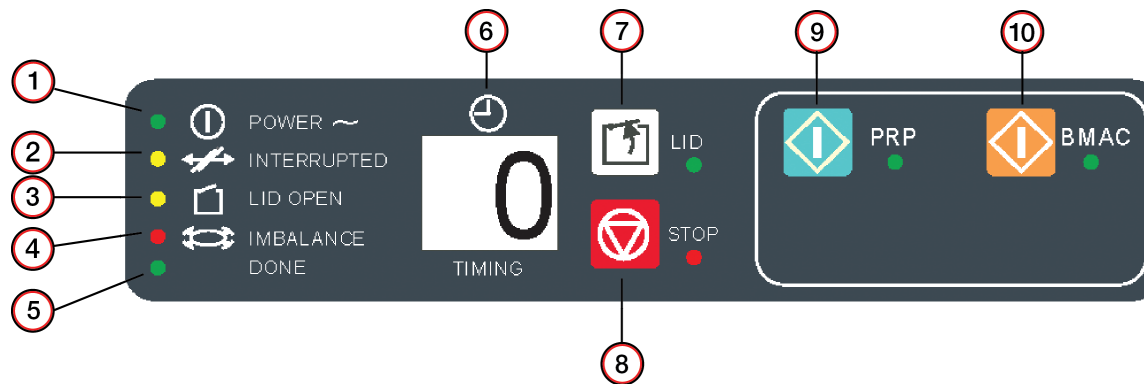 6
7
9
10
1
POWER ~
2
INTERRUPTED
LID
PRP
BMAC
3
LID OPEN
0
4
IMBALANCE
STOP
DONE
TIMING
5
8